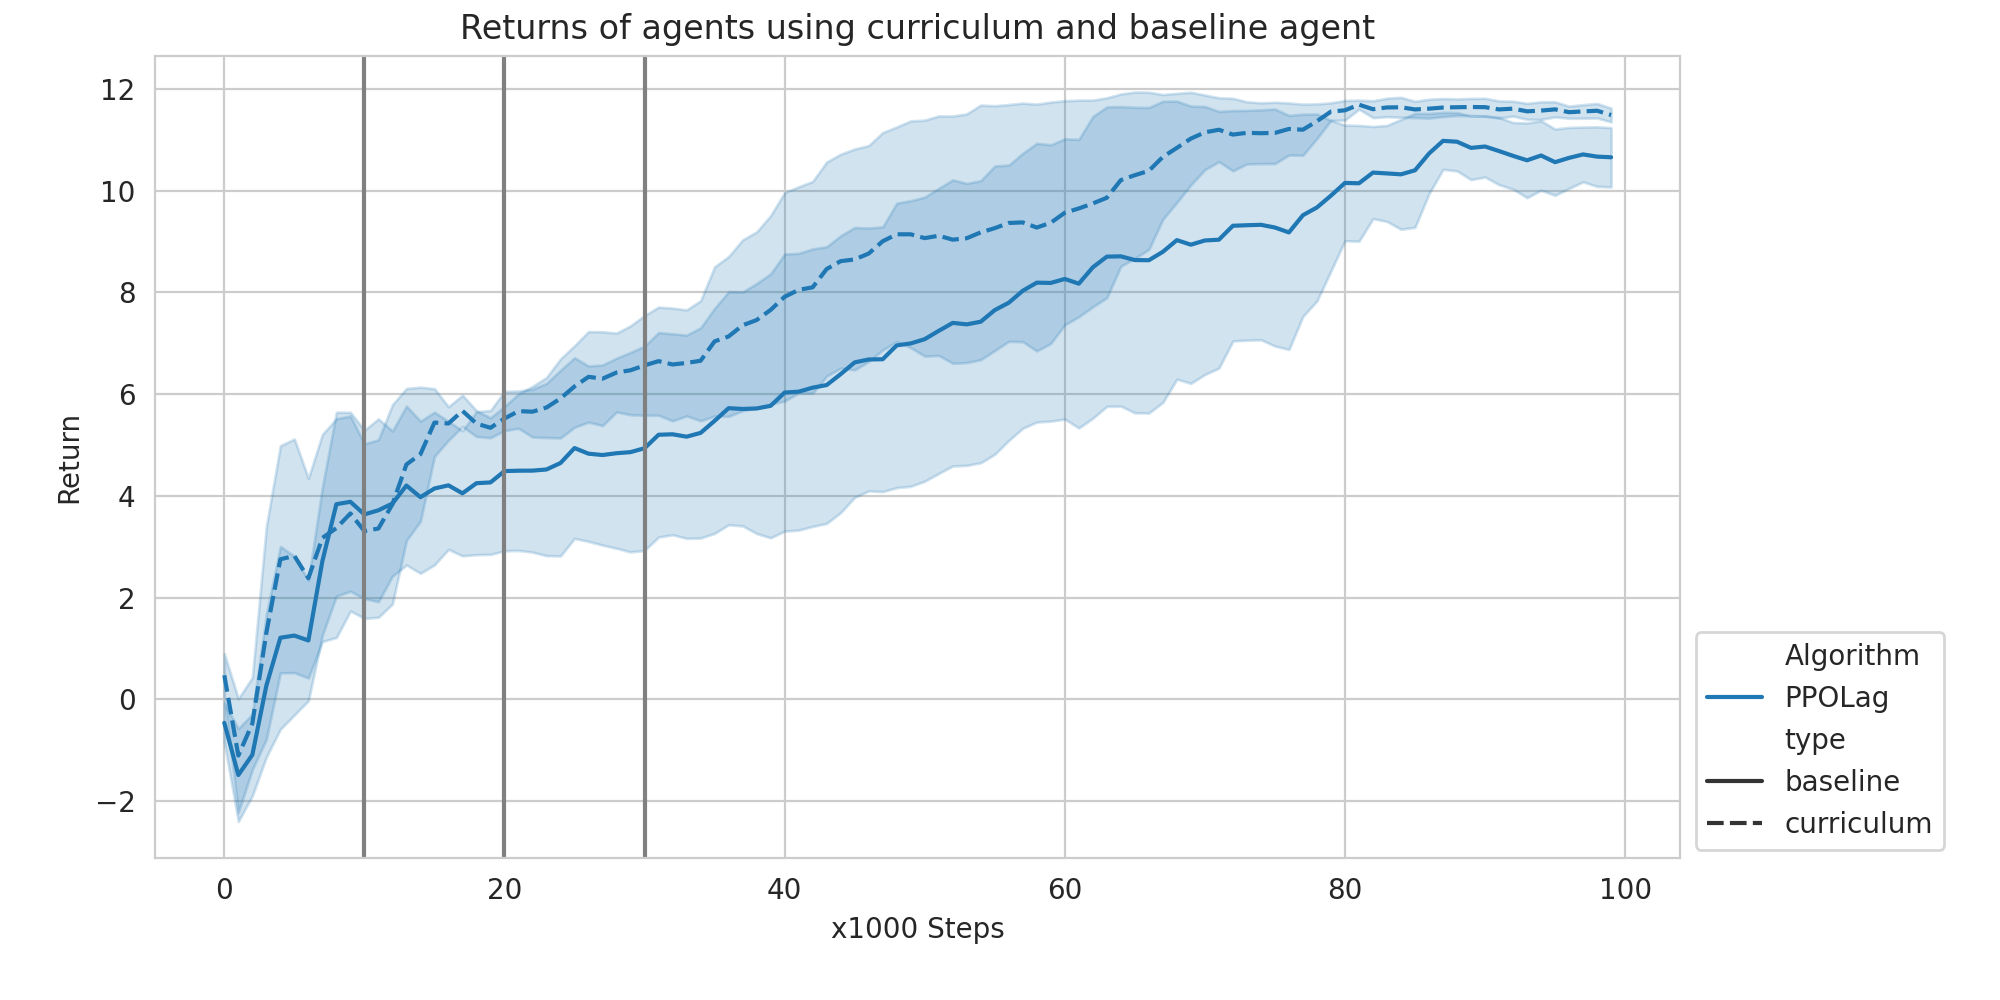 Returns of agents using curriculum and baseline agent
12
10
8
6
4
2
0
−2
Return
0 20 40 60 80 100
x1000 Steps
Algorithm
PPOLag
type
baseline
curriculum